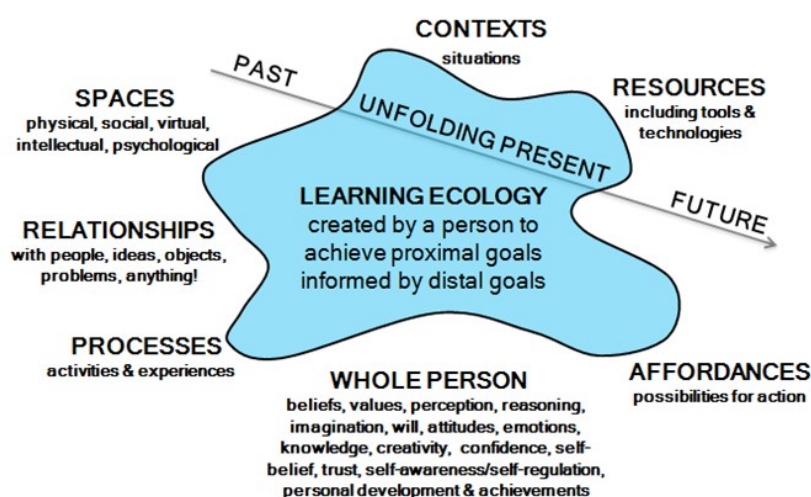 CONTEXTS
situations
PAST
UNFOLDING PRESENT
FUTURE
RESOURCES
including tools &
technologies
SPACES
physical, social, virtual,
intellectual, psychological
LEARNING ECOLOGY
created by a person to
achieve proximal goals
informed by distal goals
RELATIONSHIPS
with people, ideas, objects,
problems, anything!
PROCESSES
activities & experiences
WHOLE PERSON
beliefs, values, perception, reasoning,
imagination, will, attitudes, emotions,
knowledge, creativity, confidence, self-
belief, trust, self-awareness/self-regulation,
personal development & achievements
AFFORDANCES
possibilities for action